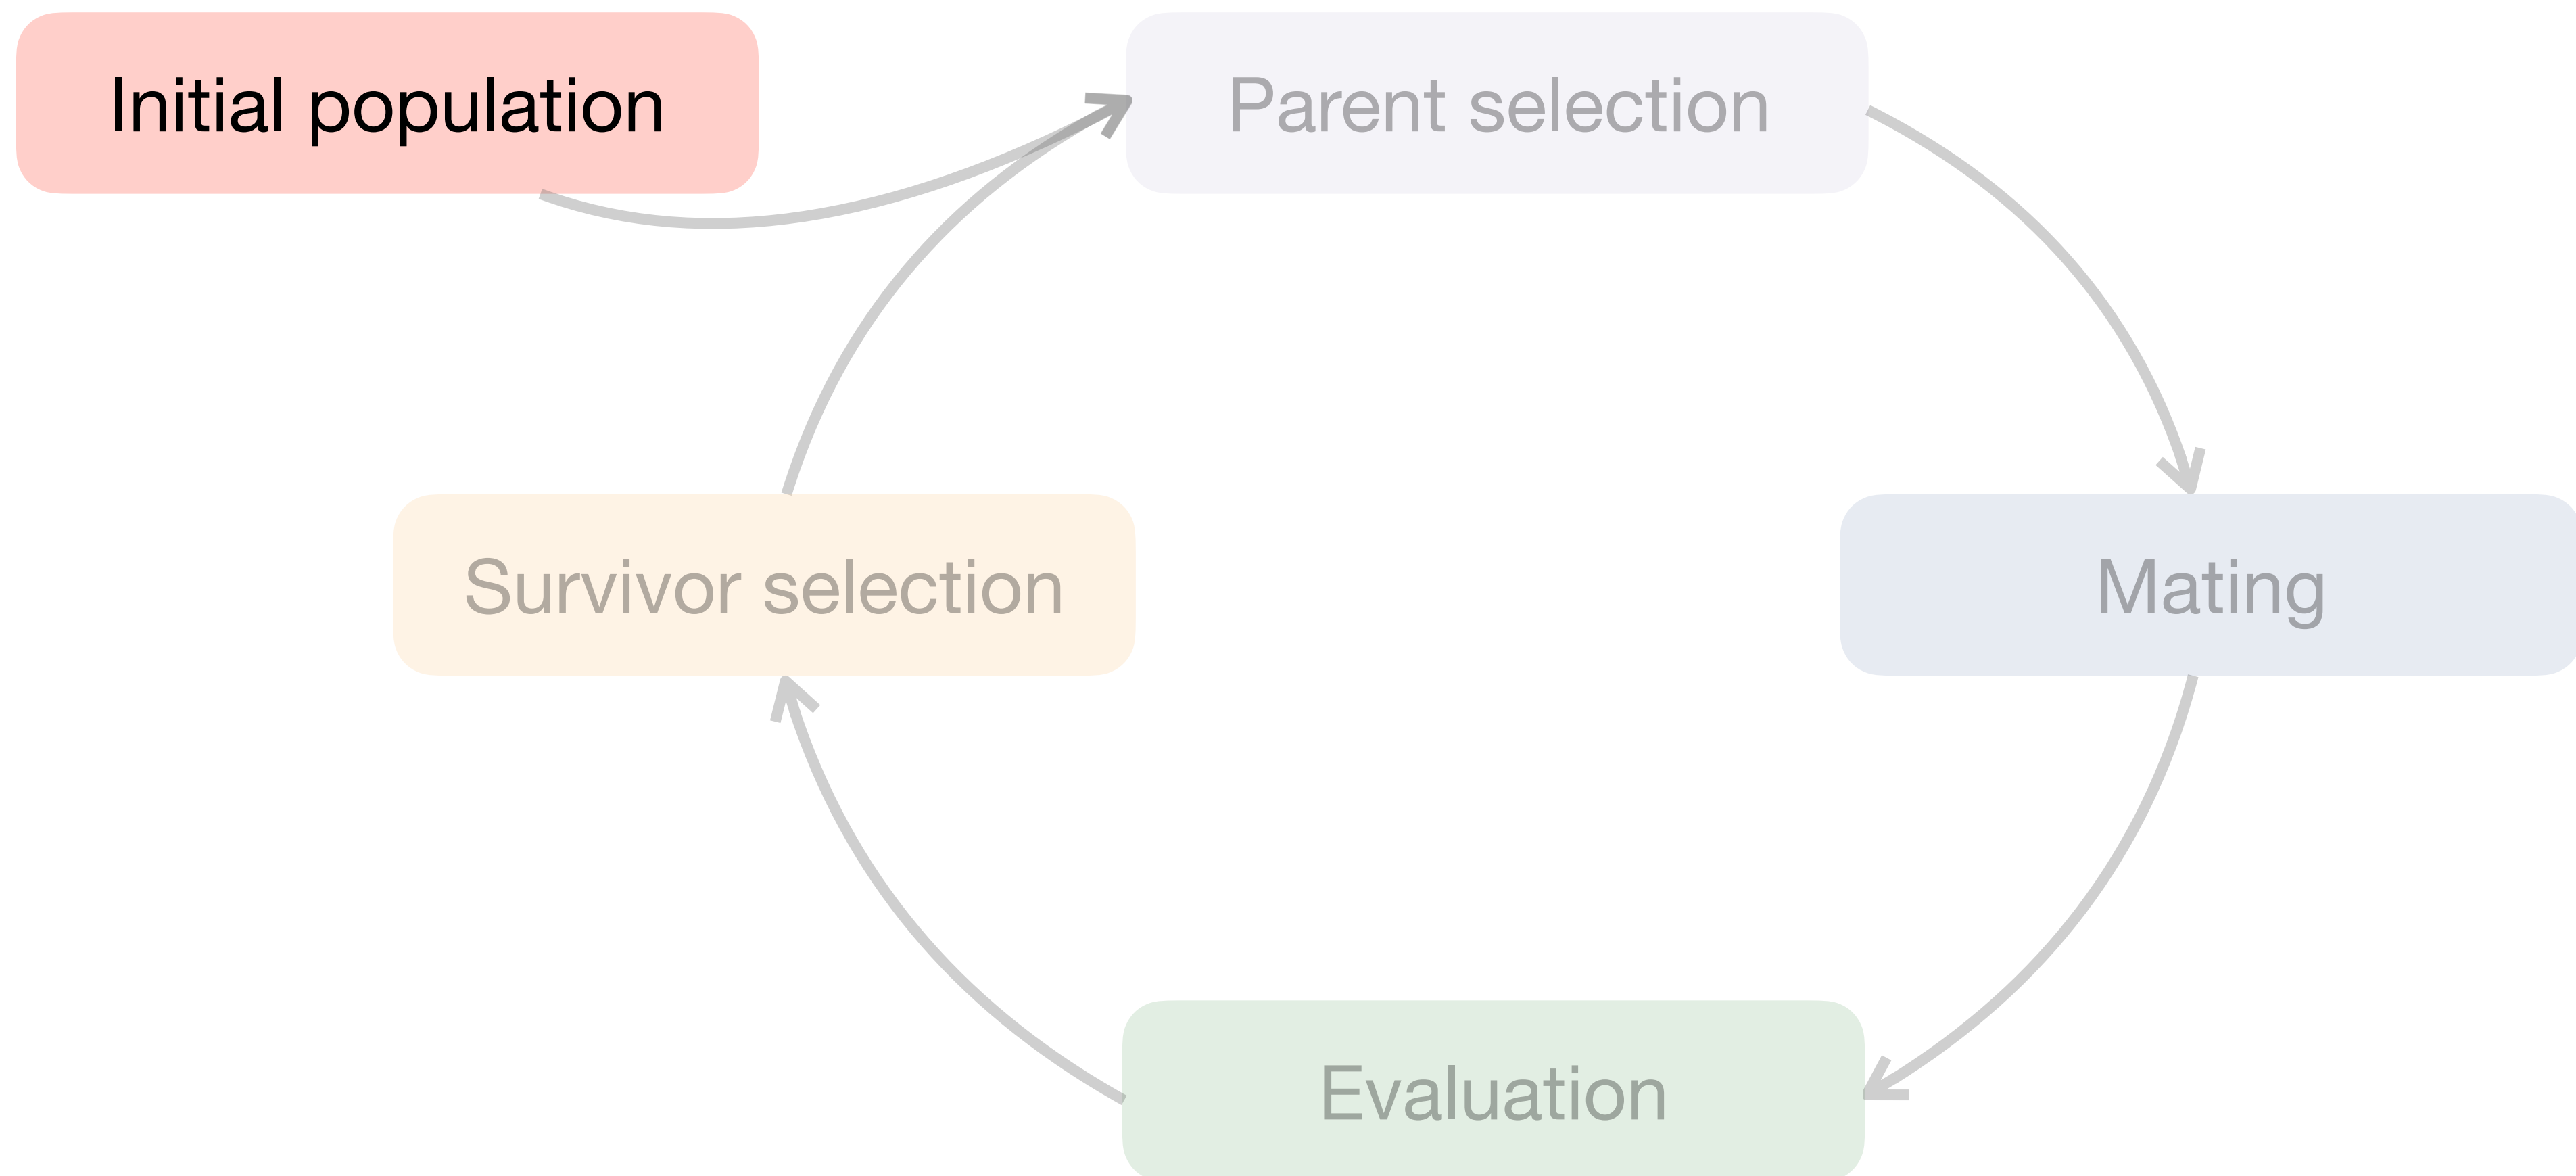 Initial population
Parent selection
Survivor selection
Mating
Evaluation